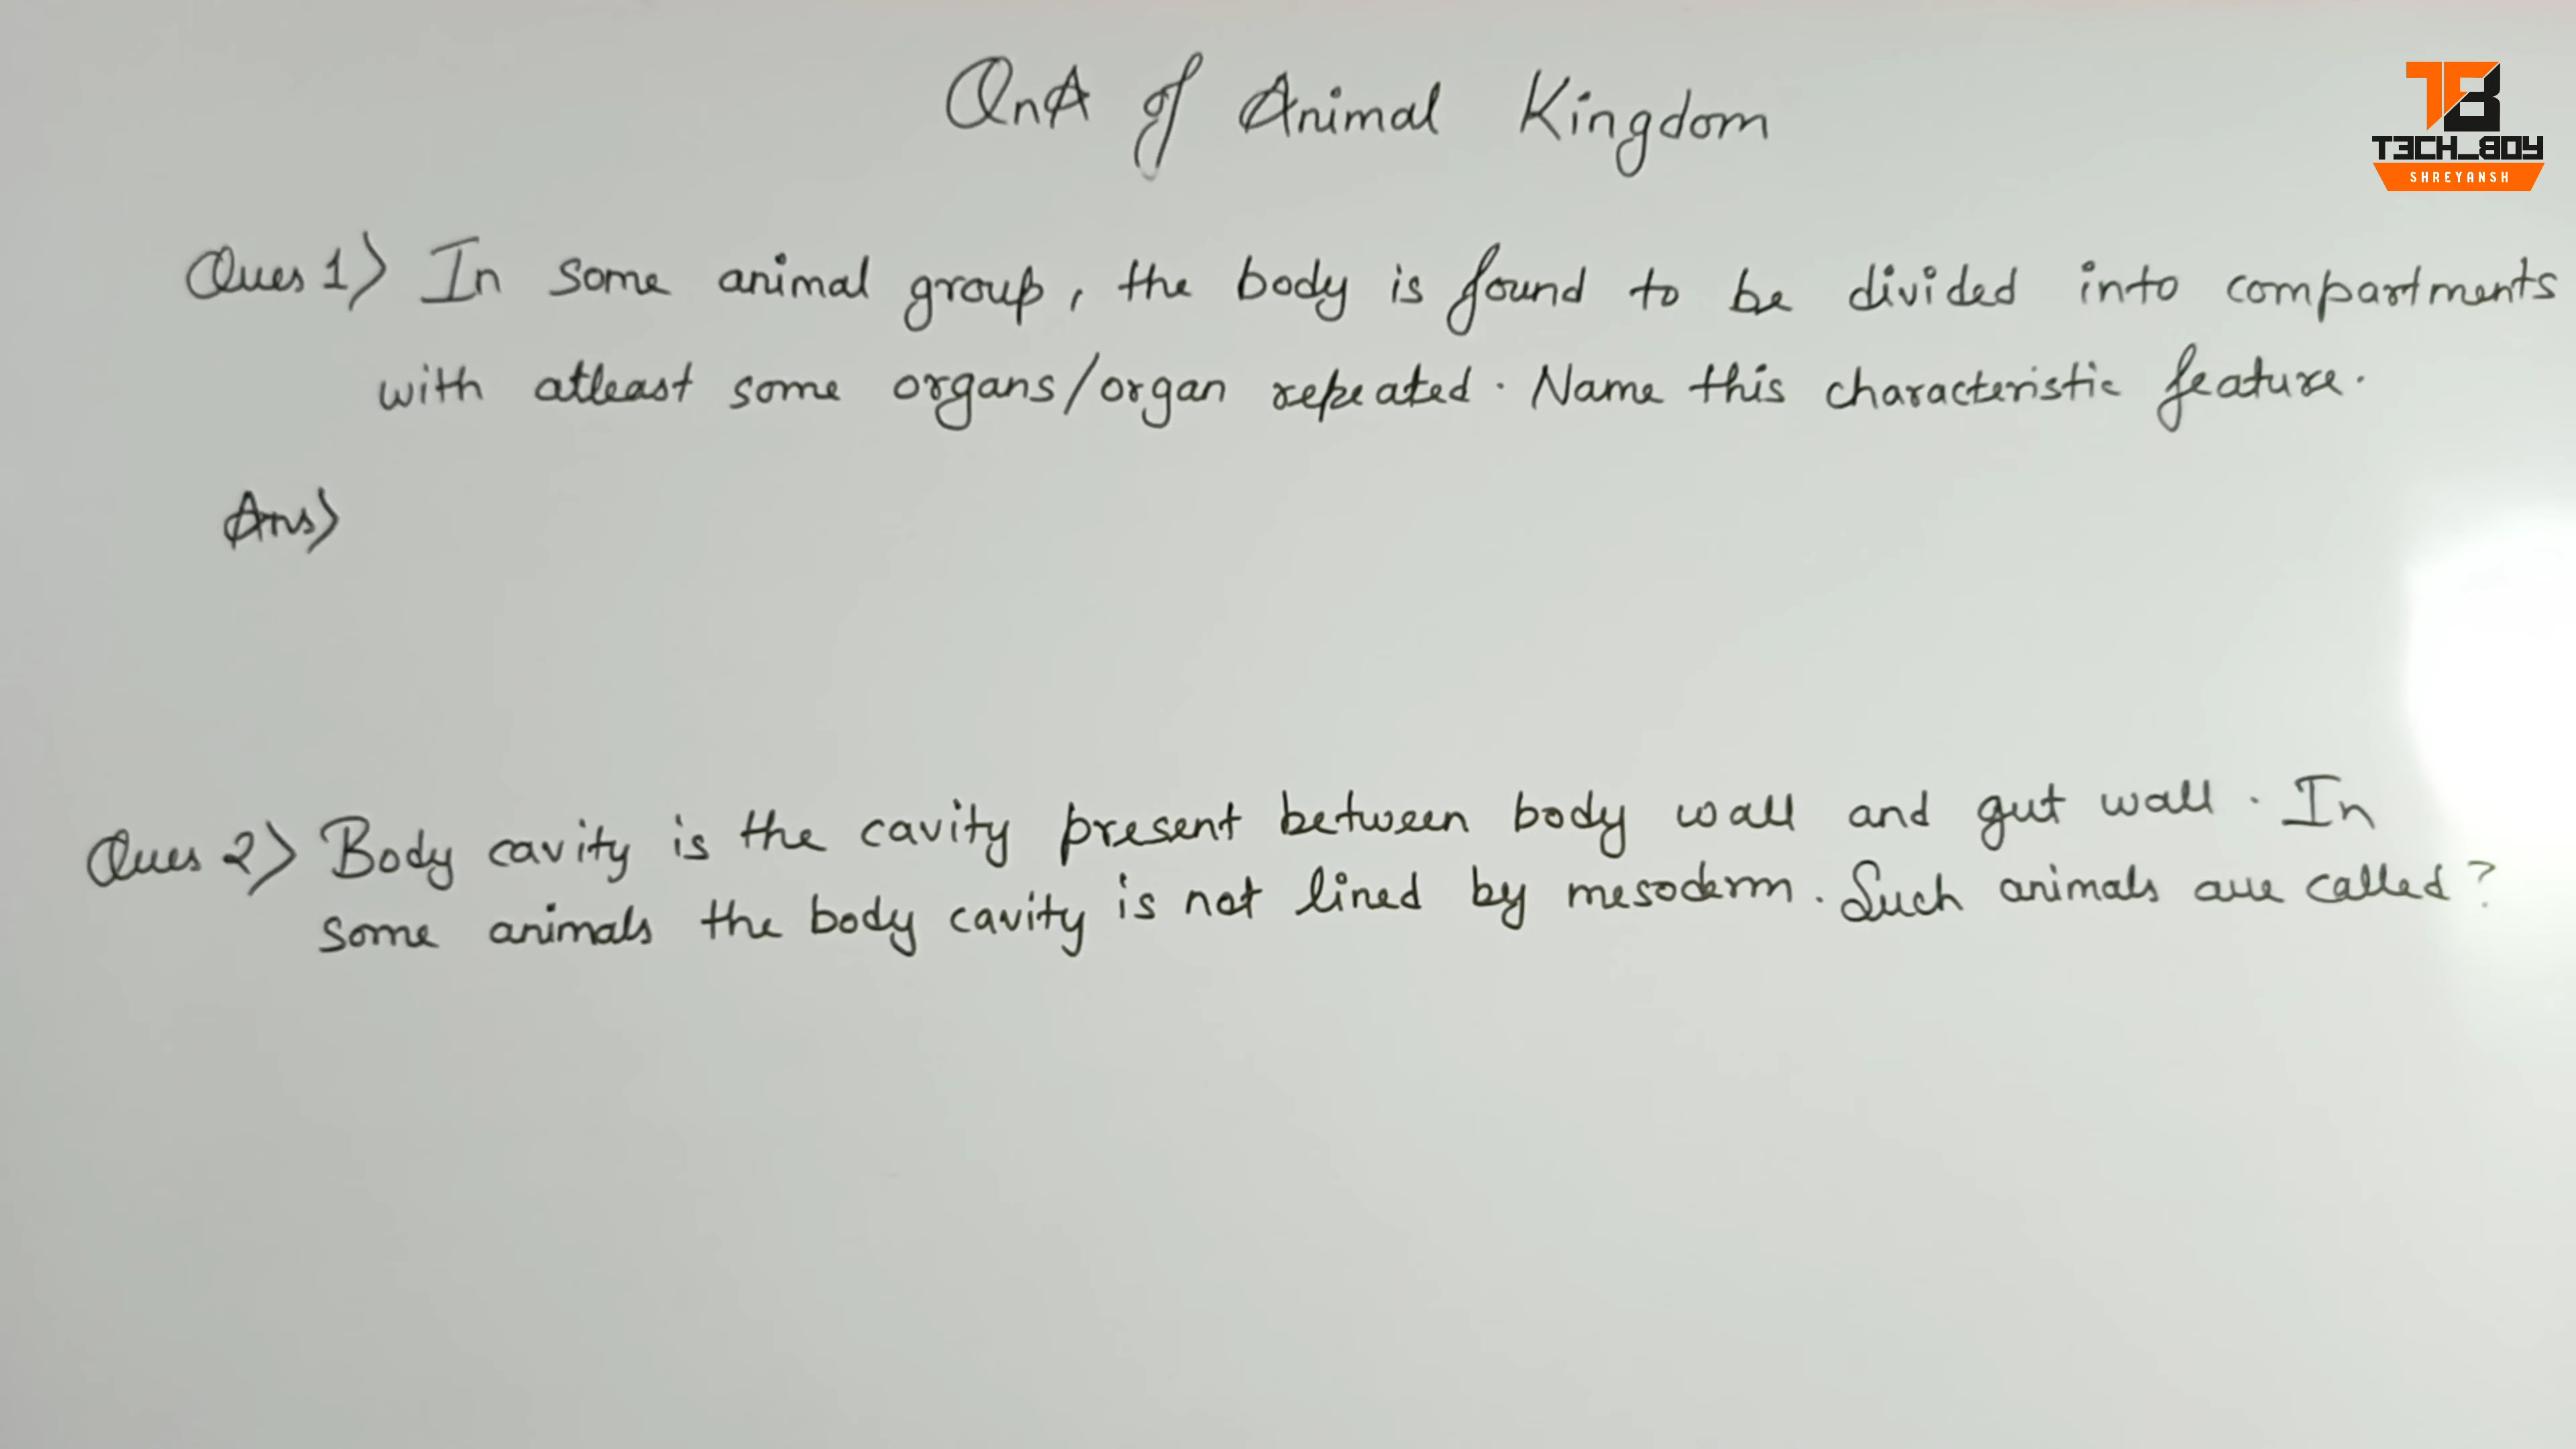 QnA of Animal Kingdom
T3CH_BOY
SHREYANSH
Ques 1) In some animal group, the body is found to be divided into compartments
with atleast some organs/organ repeated. Name this characteristic feature.
Ans)
Ques 2) Body cavity is the cavity present between body wall and gut wall. In
some animals the body cavity is not lined by mesoderm. Such animals are called?